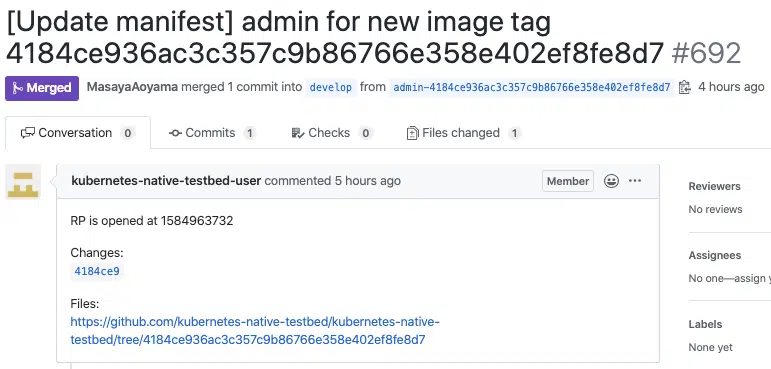 [Update manifest] admin for new image tag
4184ce936ac3c357c9b86766e358e402ef8fe8d7 #692
Merged MasayaAoyama merged 1 commit into develop from admin-4184ce936ac3c357c9b86766e358e402ef8fe8d7 4 hours ago
Conversation 0 Commits 1 Checks 0 Files changed 1
kubernetes-native-testbed-user commented 5 hours ago Member
RP is opened at 1584963732
Changes:
4184ce9
Files:
https://github.com/kubernetes-native-testbed/kubernetes-native-
testbed/tree/4184ce936ac3c357c9b86766e358e402ef8fe8d7
Reviewers
No reviews
Assignees
No one—assign y
Labels
None yet